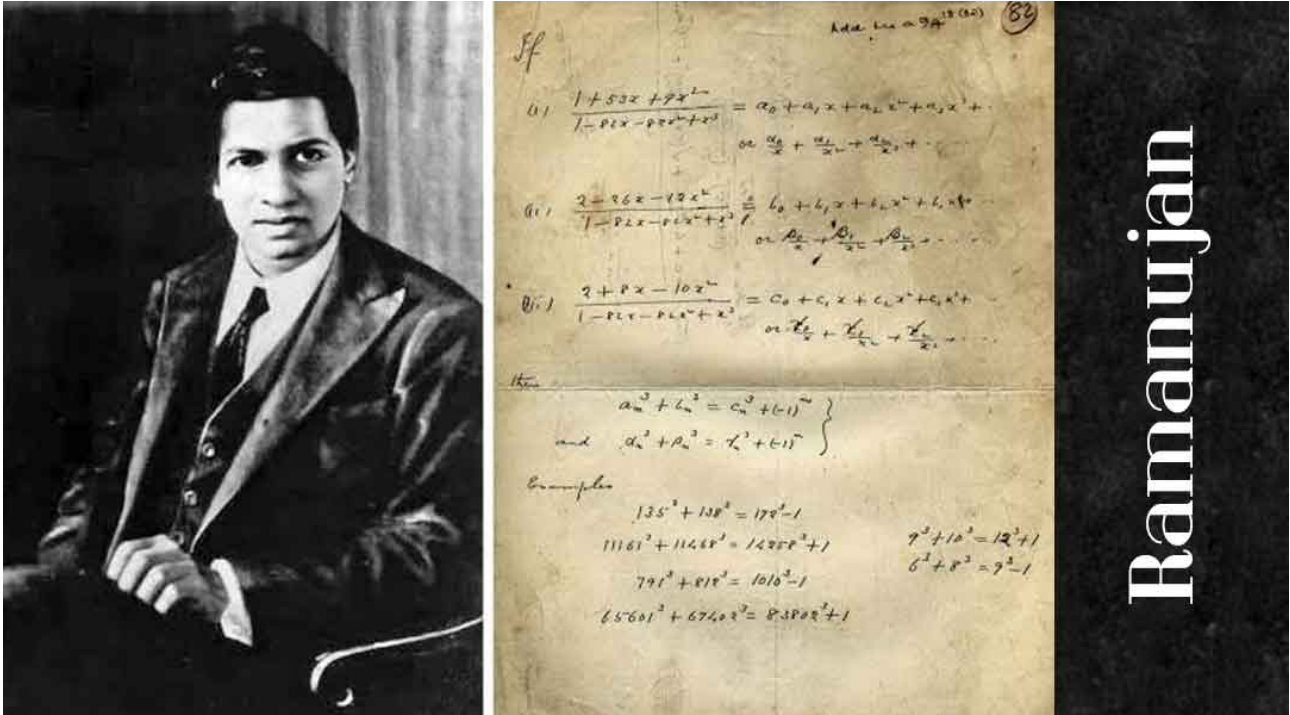 82
If
(i) (1 + 53x + 9x²)/(1 - 82x - 82x² + x³) = a₀ + a₁x + a₂x² + a₃x³ + ·
or α₀/x + α₁/x² + α₂/x³ + · · ·
(ii) (2 - 26x - 12x²)/(1 - 82x - 82x² + x³) = b₀ + b₁x + b₂x² + b₃x³ · ·
or β₀/x + β₁/x² + β₂/x³ + · · · ·
(iii) (2 + 8x - 10x²)/(1 - 82x - 82x² + x³) = c₀ + c₁x + c₂x² + c₃x³ +
or γ₀/x + γ₁/x² + γ₂/x³ + · · ·
then
aₙ³ + bₙ³ = cₙ³ + (-1)ⁿ
and αₙ³ + βₙ³ = γₙ³ + (-1)ⁿ }
Examples
135³ + 138³ = 172³ - 1
11161³ + 11468³ = 14258³ + 1
791³ + 812³ = 1010³ - 1
65601³ + 67402³ = 83802³ + 1
9³ + 10³ = 12³ + 1
6³ + 8³ = 9³ - 1
Ramanujan